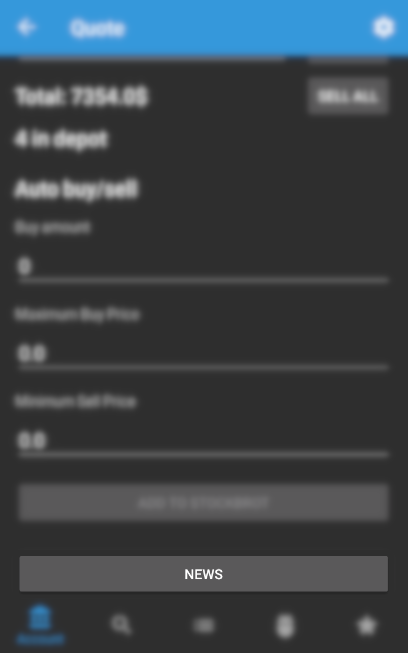 Quote
Total: 7354.0$
SELL ALL
4 in depot
Auto buy/sell
Buy amount
0
Maximum Buy Price
0.0
Minimum Sell Price
0.0
ADD TO STOCKBROT
NEWS
Account